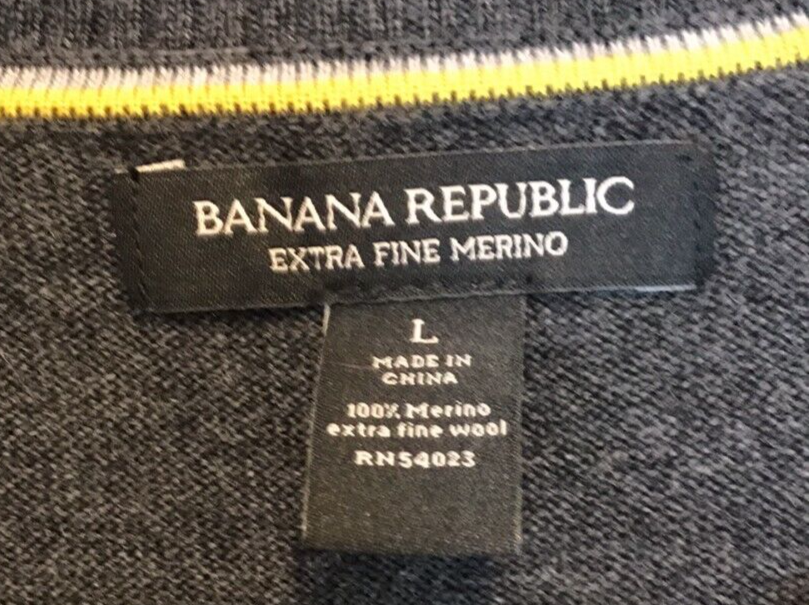 BANANA REPUBLIC
EXTRA FINE MERINO
L
MADE IN
CHINA
100% Merino
extra fine wool
RN54023